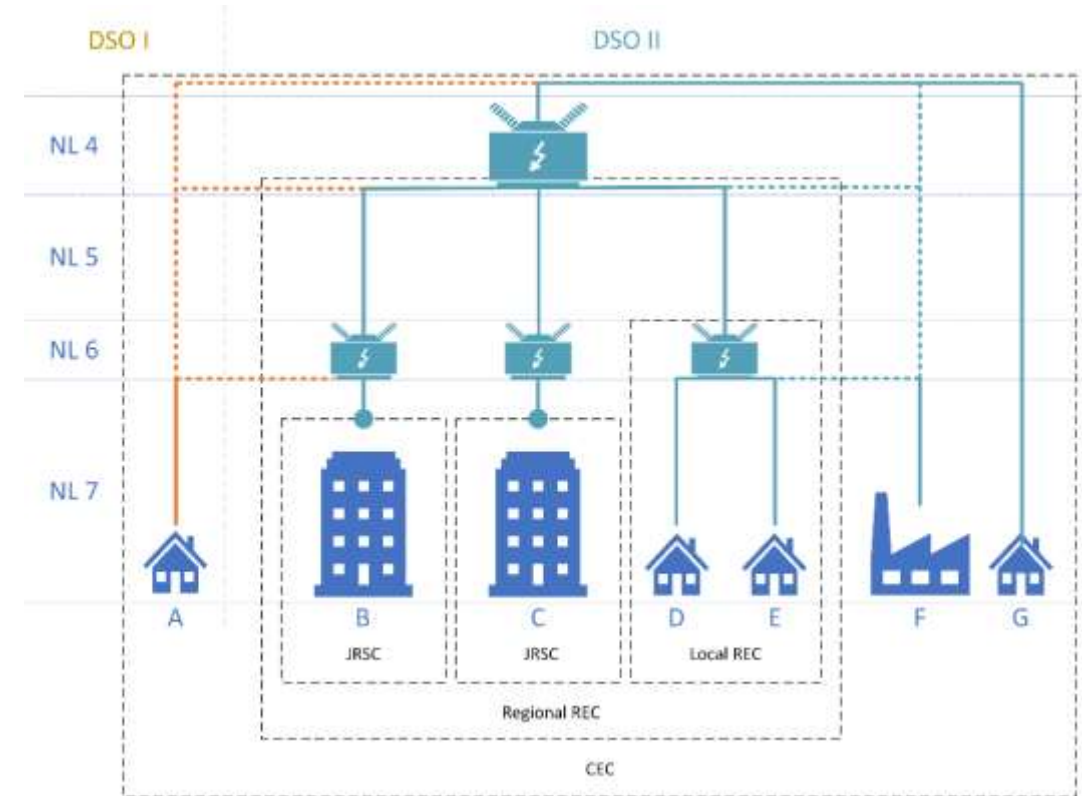 DSO I
DSO II
NL 4
NL 5
NL 6
NL 7
A
B
C
D
E
F
G
JRSC
JRSC
Local REC
Regional REC
CEC